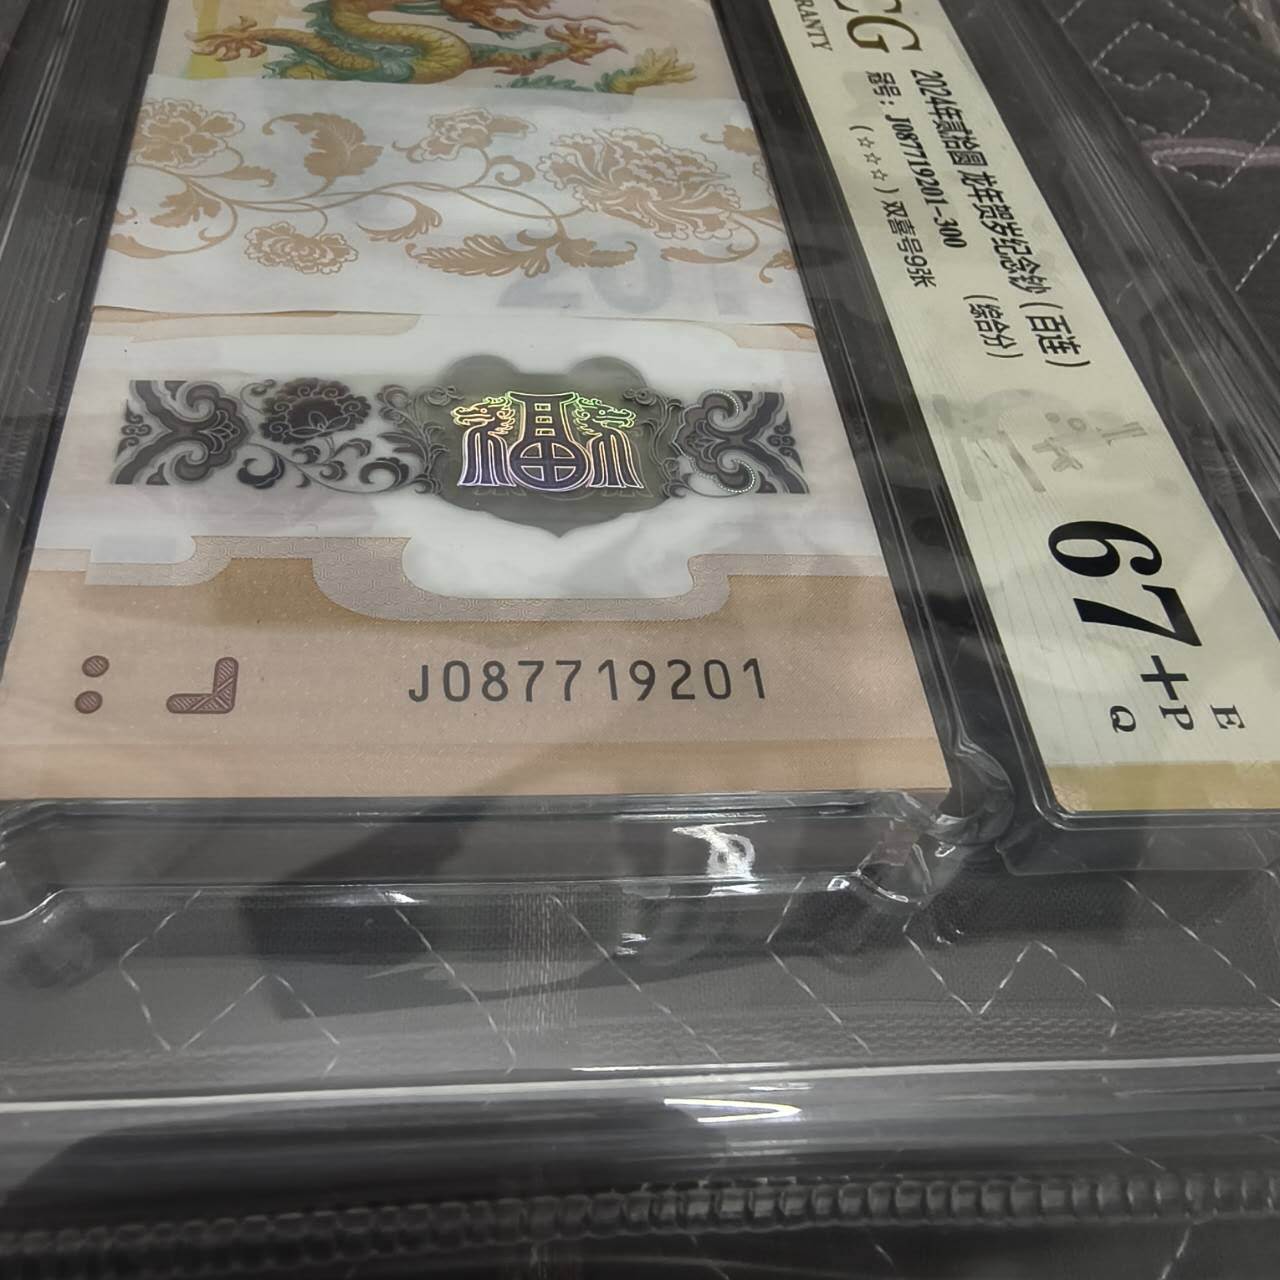 CG
RANTY
2024年贰拾圆 龙年贺岁纪念钞（百连）
冠号：J087719201-300 （综合分）
（☆☆☆☆）双喜号9张
67+
E
P
Q
J087719201